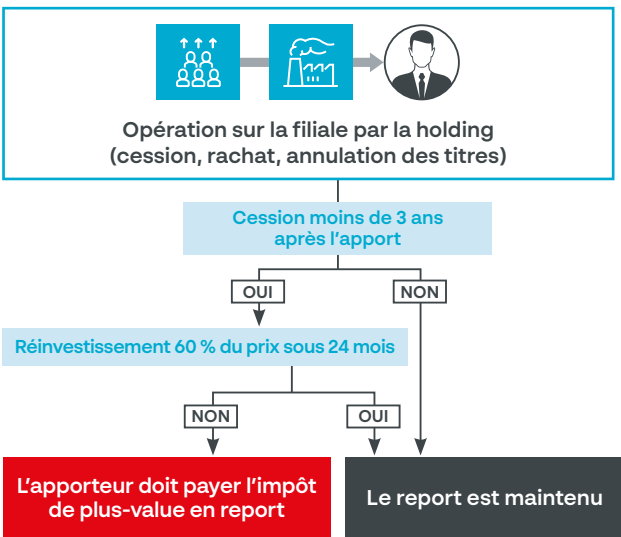 Opération sur la filiale par la holding
(cession, rachat, annulation des titres)
Cession moins de 3 ans
après l’apport
OUI
NON
Réinvestissement 60 % du prix sous 24 mois
NON
OUI
L’apporteur doit payer l’impôt
de plus-value en report
Le report est maintenu